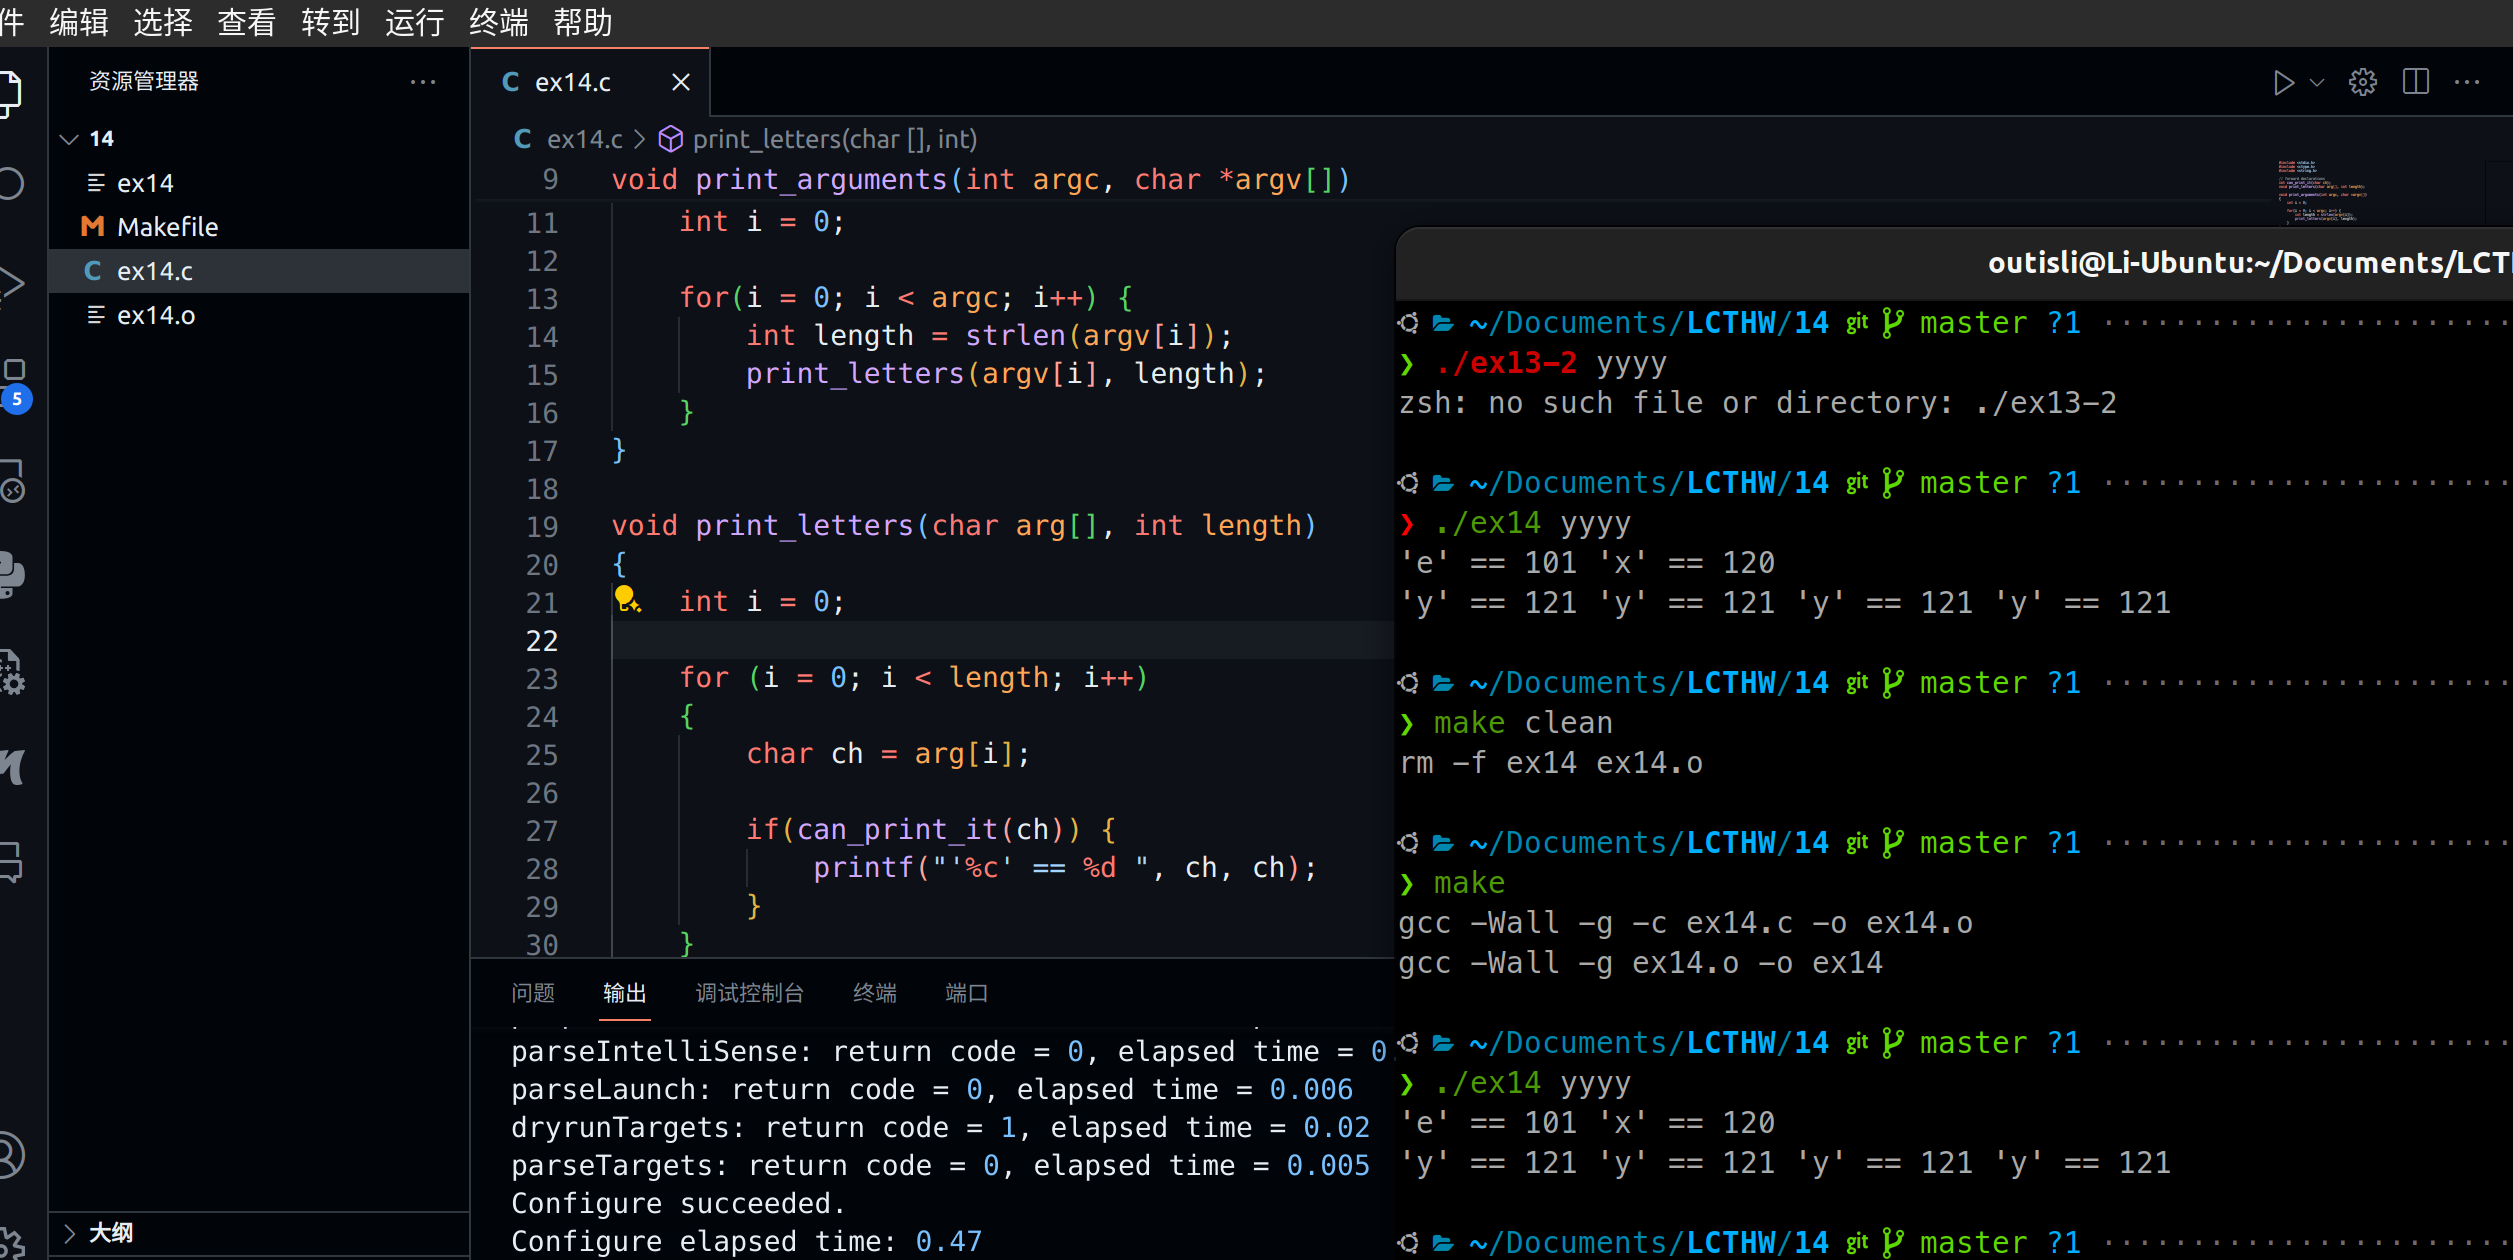 件 编辑 选择 查看 转到 运行 终端 帮助
资源管理器
14
ex14
Makefile
ex14.c
ex14.o
5
大纲
ex14.c
ex14.c > print_letters(char [], int)
9 void print_arguments(int argc, char *argv[])
11 int i = 0;
12
13 for(i = 0; i < argc; i++) {
14 int length = strlen(argv[i]);
15 print_letters(argv[i], length);
16 }
17 }
18
19 void print_letters(char arg[], int length)
20 {
21 int i = 0;
22
23 for (i = 0; i < length; i++)
24 {
25 char ch = arg[i];
26
27 if(can_print_it(ch)) {
28 printf("'%c' == %d ", ch, ch);
29 }
30 }
问题 输出 调试控制台 终端 端口
parseIntelliSense: return code = 0, elapsed time = 0
parseLaunch: return code = 0, elapsed time = 0.006
dryrunTargets: return code = 1, elapsed time = 0.02
parseTargets: return code = 0, elapsed time = 0.005
Configure succeeded.
Configure elapsed time: 0.47
outisli@Li-Ubuntu:~/Documents/LCTH
~/Documents/LCTHW/14 git master ?1
❯ ./ex13-2 yyyy
zsh: no such file or directory: ./ex13-2
~/Documents/LCTHW/14 git master ?1
❯ ./ex14 yyyy
'e' == 101 'x' == 120
'y' == 121 'y' == 121 'y' == 121 'y' == 121
~/Documents/LCTHW/14 git master ?1
❯ make clean
rm -f ex14 ex14.o
~/Documents/LCTHW/14 git master ?1
❯ make
gcc -Wall -g -c ex14.c -o ex14.o
gcc -Wall -g ex14.o -o ex14
~/Documents/LCTHW/14 git master ?1
❯ ./ex14 yyyy
'e' == 101 'x' == 120
'y' == 121 'y' == 121 'y' == 121 'y' == 121
~/Documents/LCTHW/14 git master ?1